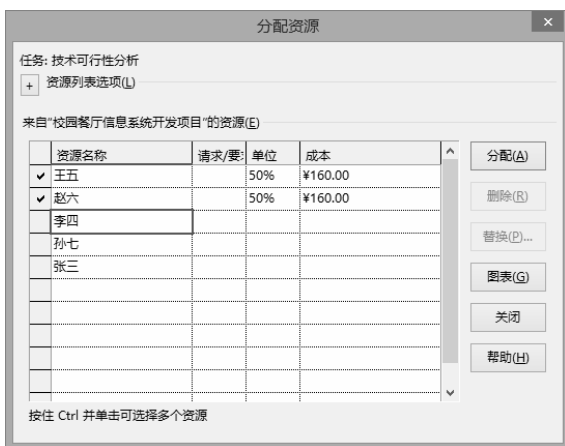 分配资源
任务: 技术可行性分析
+ 资源列表选项(L)
来自"校园餐厅信息系统开发项目"的资源(E)
资源名称 请求/要: 单位 成本
王五 50% ¥160.00
赵六 50% ¥160.00
李四
孙七
张三
分配(A)
删除(R)
替换(P)...
图表(G)
关闭
帮助(H)
按住 Ctrl 并单击可选择多个资源